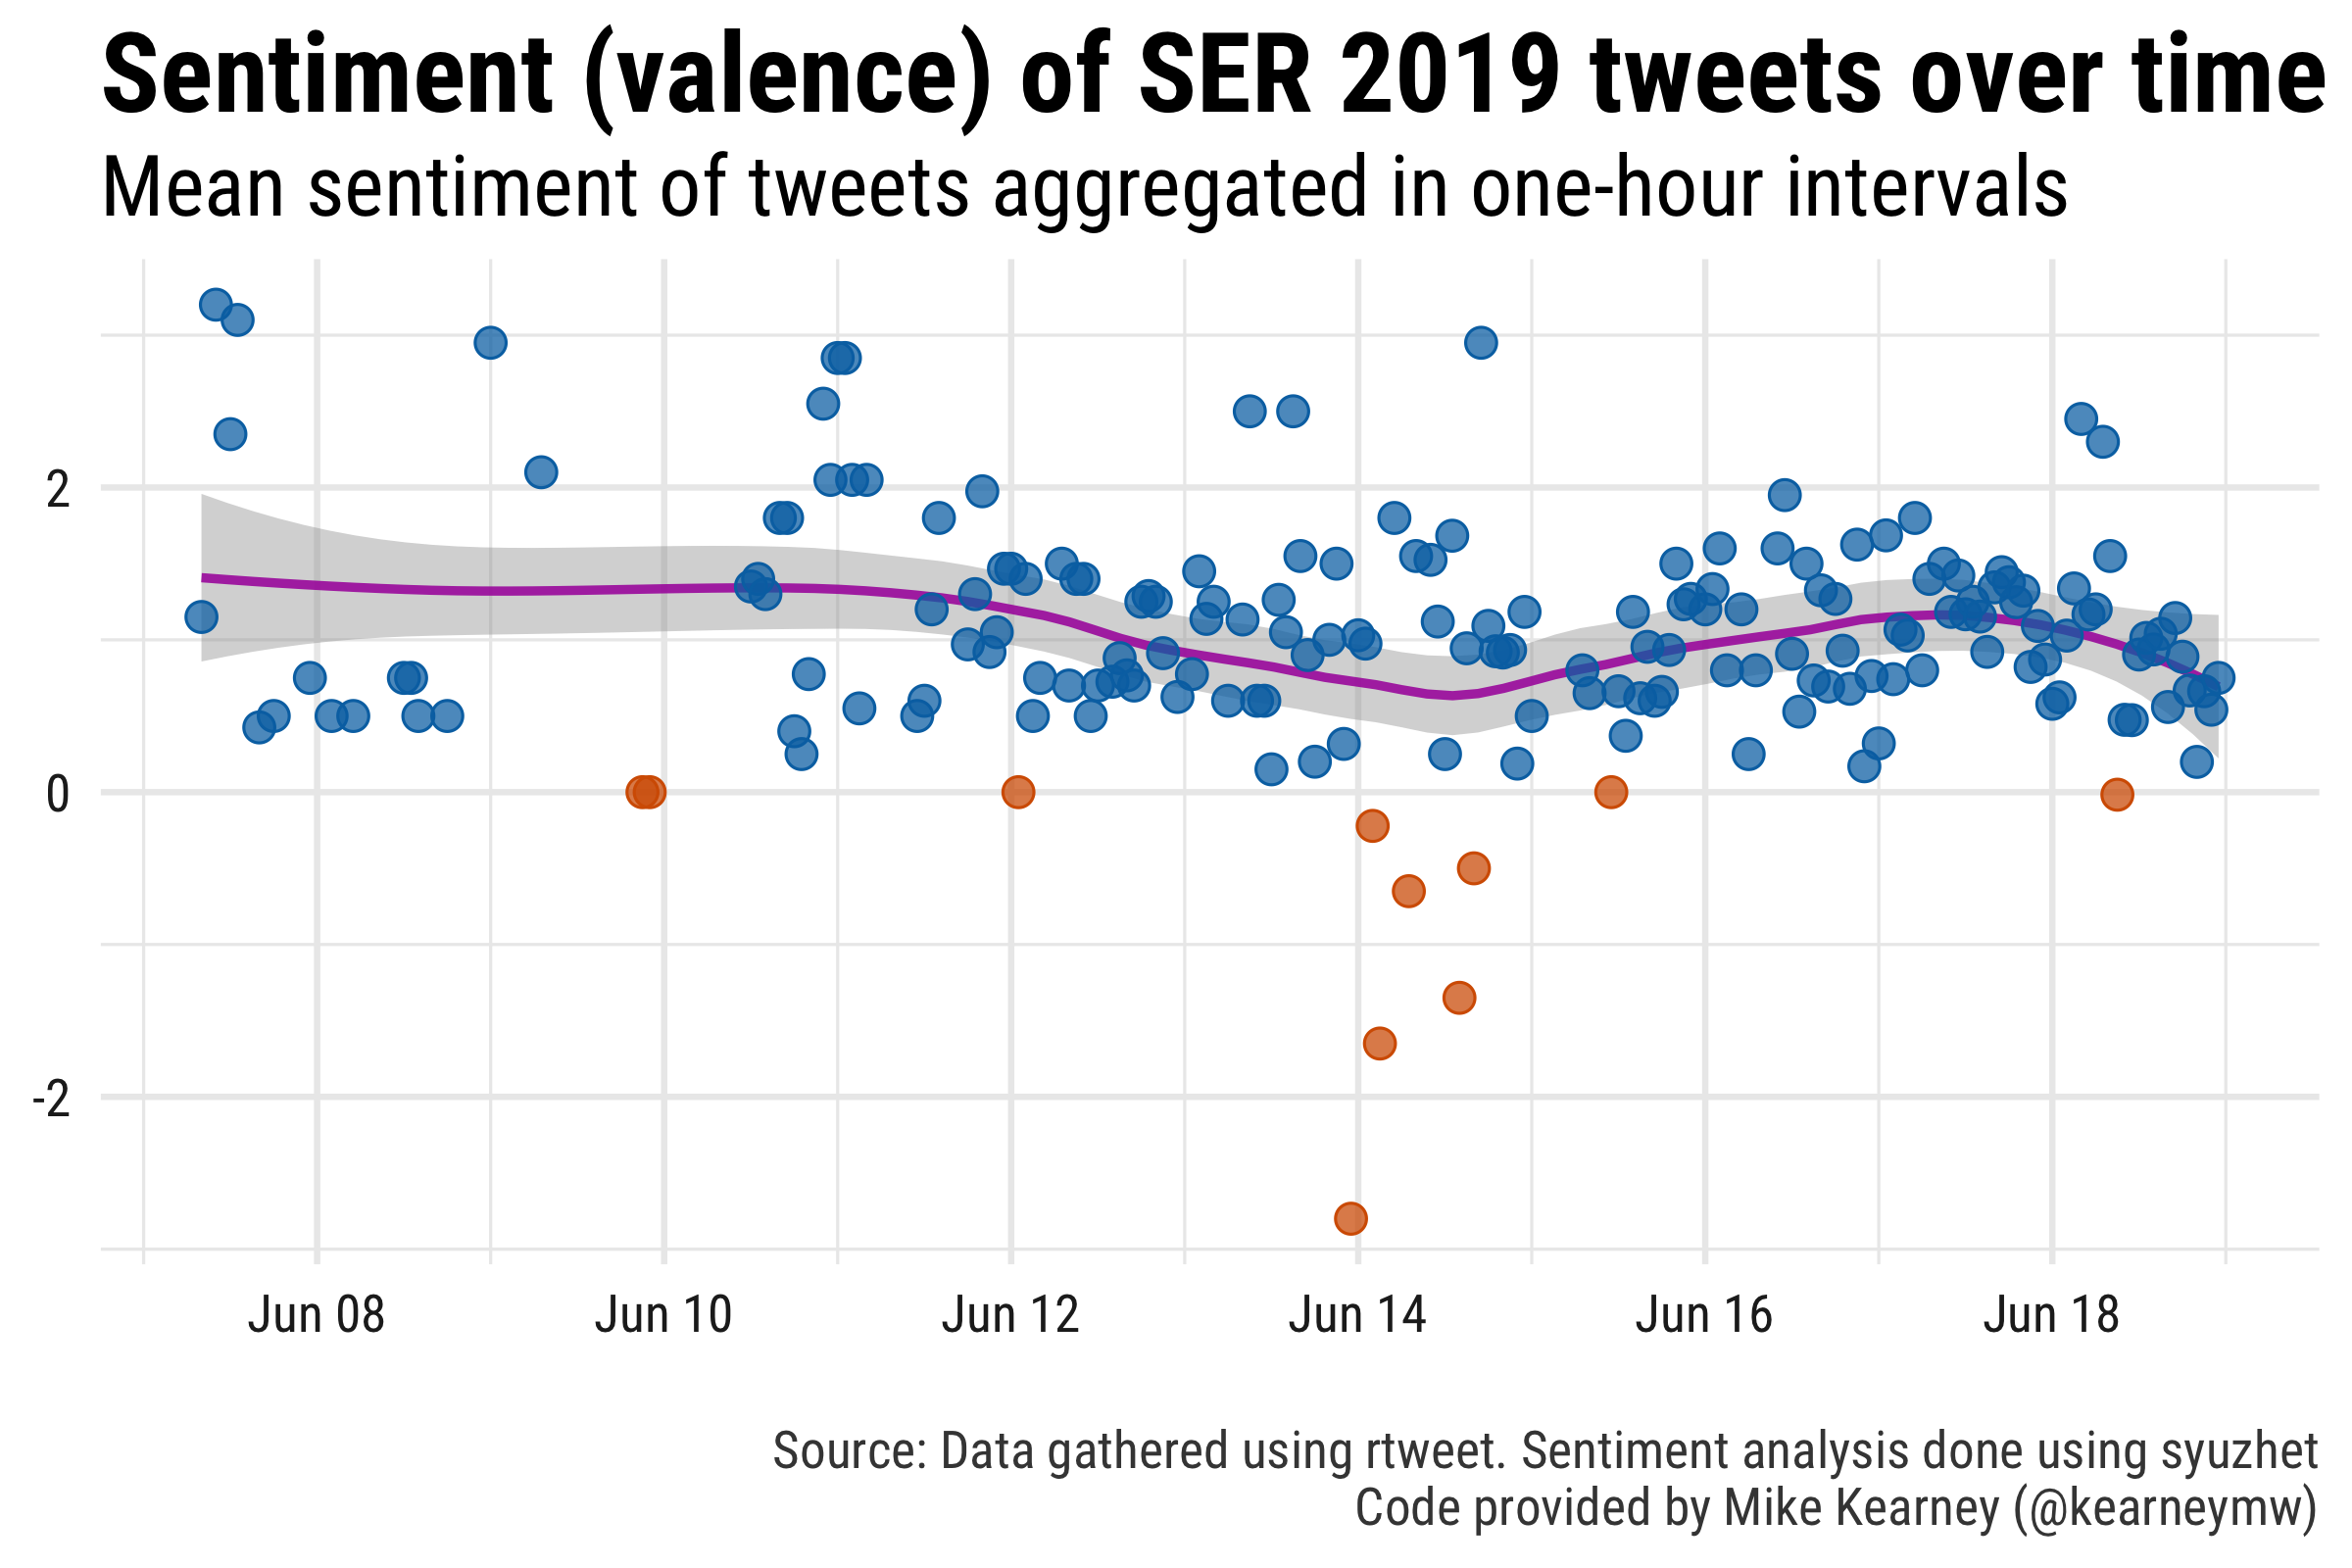 Sentiment (valence) of SER 2019 tweets over time
Mean sentiment of tweets aggregated in one-hour intervals
2
0
-2
Jun 08 Jun 10 Jun 12 Jun 14 Jun 16 Jun 18
Source: Data gathered using rtweet. Sentiment analysis done using syuzhet
Code provided by Mike Kearney (@kearneymw)